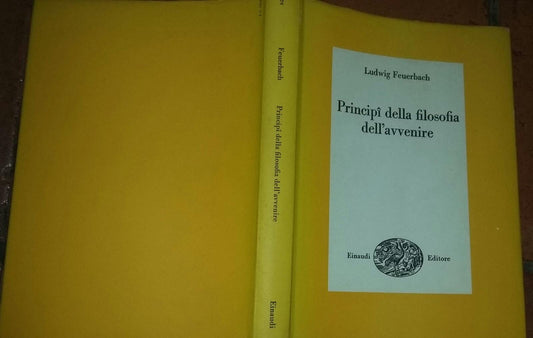 Feuerbach
Principî della filosofia dell'avvenire
Einaudi
Ludwig Feuerbach
Principî della filosofia
dell'avvenire
Einaudi
Editore